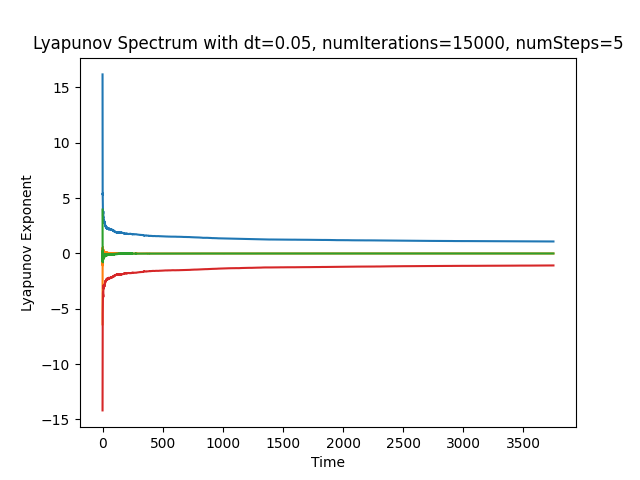 Lyapunov Spectrum with dt=0.05, numIterations=15000, numSteps=5
15
10
5
0
−5
−10
−15
Lyapunov Exponent
0 500 1000 1500 2000 2500 3000 3500
Time